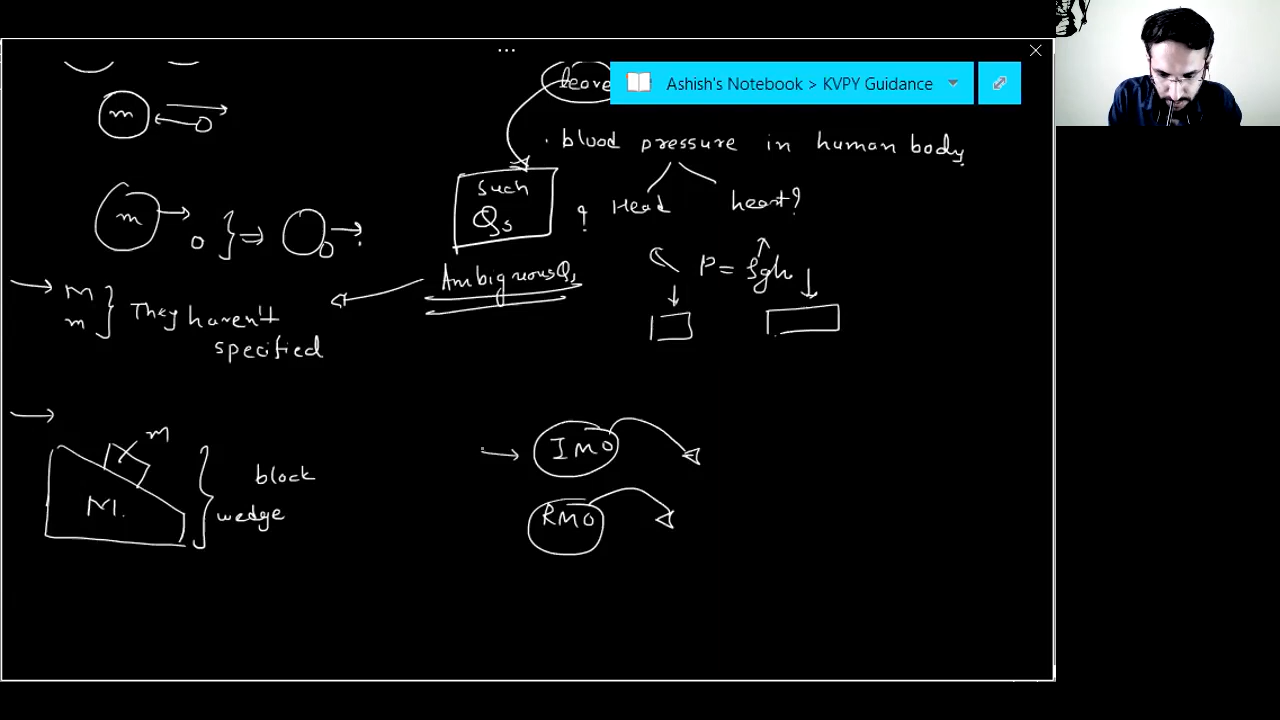 leave
Ashish's Notebook > KVPY Guidance
m
· blood pressure in human body
such
Qs
? Head heart?
m
Ambiguous Qs
P = ρgh
M
m } They haven't
specified
m
M.
block
wedge
IMO
RMO